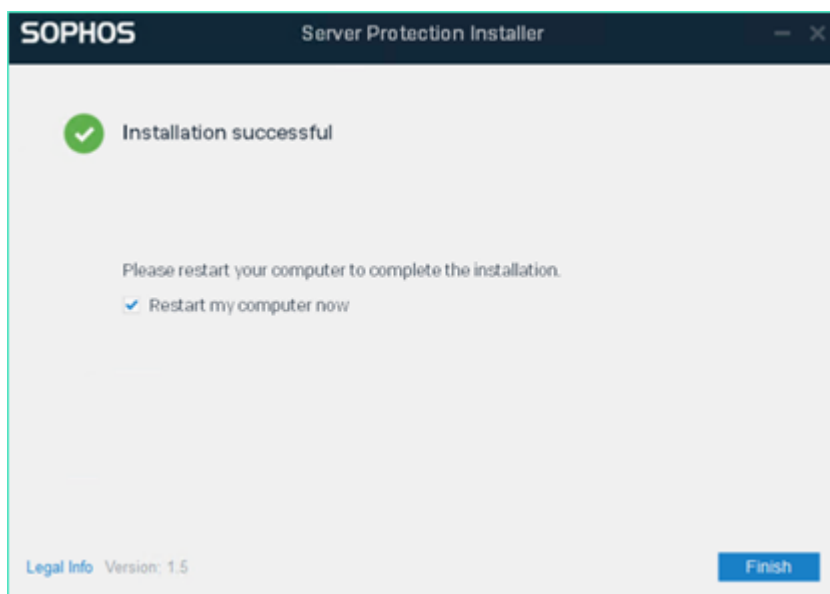 SOPHOS
Server Protection Installer
Installation successful
Please restart your computer to complete the installation.
Restart my computer now
Legal Info Version: 1.5
Finish